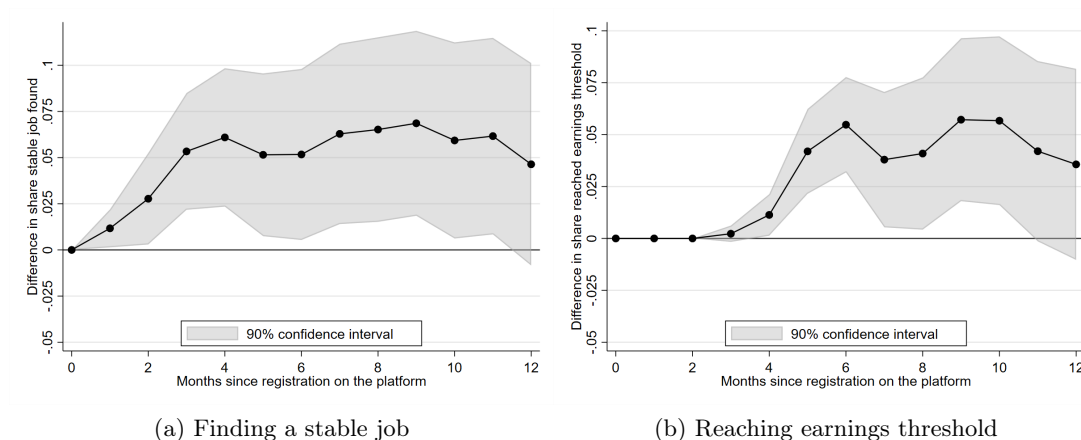 Difference in share stable job found
.1
.075
.05
.025
0
-.025
-.05
90% confidence interval
0 2 4 6 8 10 12
Months since registration on the platform
(a) Finding a stable job
Difference in share reached earnings threshold
.1
.075
.05
.025
0
-.025
-.05
90% confidence interval
0 2 4 6 8 10 12
Months since registration on the platform
(b) Reaching earnings threshold